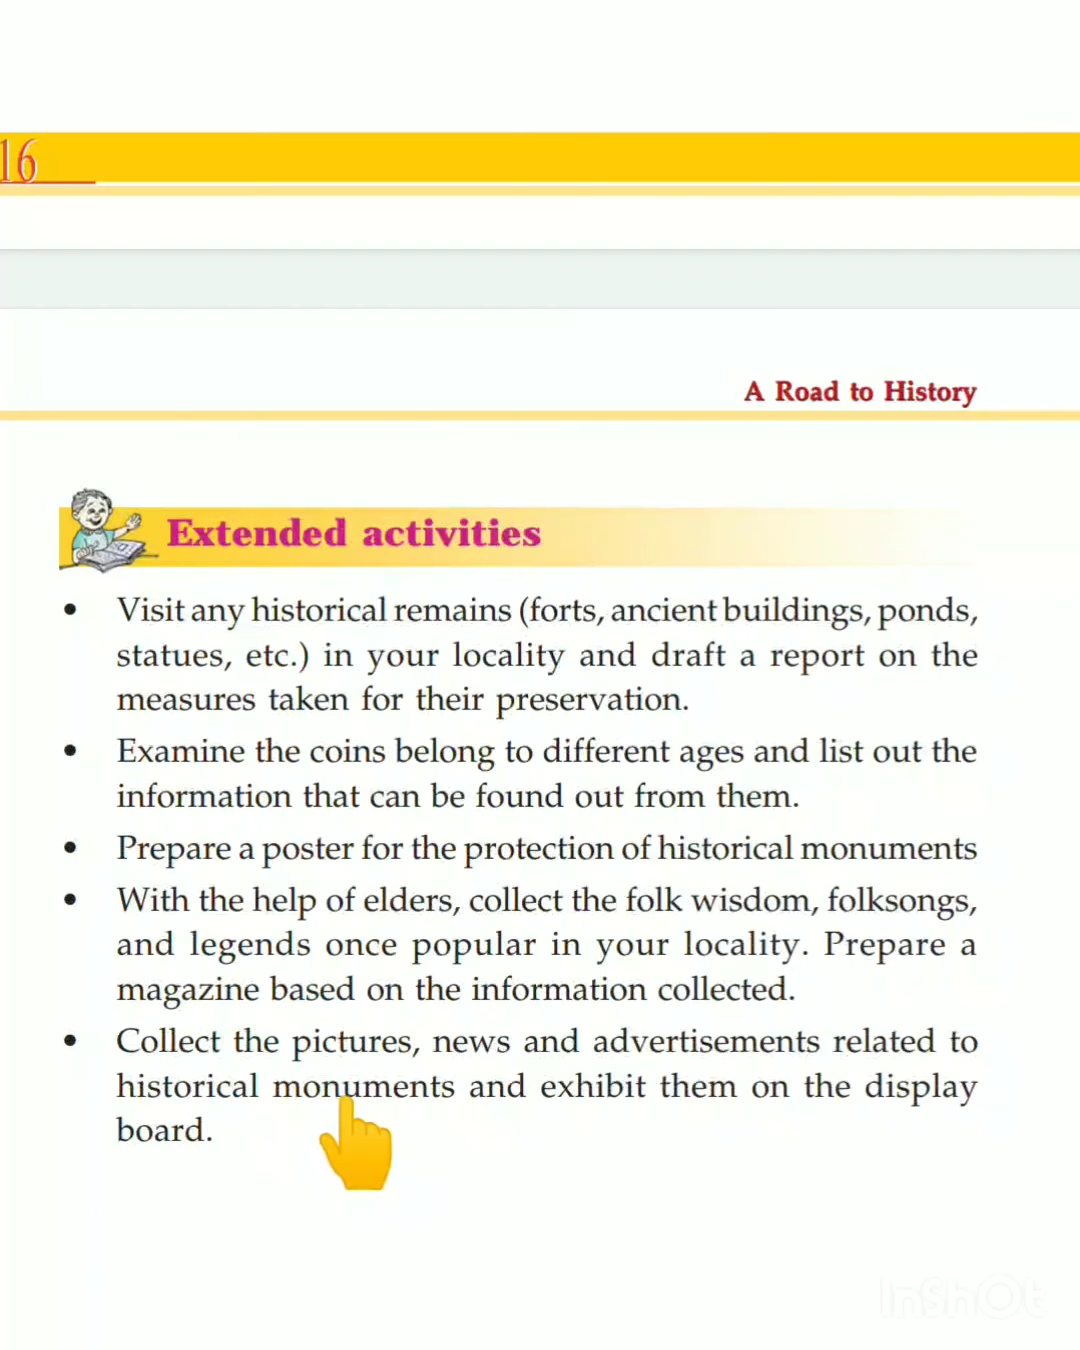 16
A Road to History
Extended activities
• Visit any historical remains (forts, ancient buildings, ponds,
statues, etc.) in your locality and draft a report on the
measures taken for their preservation.
• Examine the coins belong to different ages and list out the
information that can be found out from them.
• Prepare a poster for the protection of historical monuments
• With the help of elders, collect the folk wisdom, folksongs,
and legends once popular in your locality. Prepare a
magazine based on the information collected.
• Collect the pictures, news and advertisements related to
historical monuments and exhibit them on the display
board.
InShOt